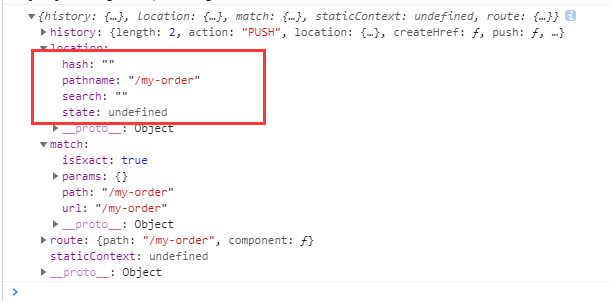 ▼{history: {…}, location: {…}, match: {…}, staticContext: undefined, route: {…}} i
▶history: {length: 2, action: "PUSH", location: {…}, createHref: ƒ, push: ƒ, …}
▼location:
hash: ""
pathname: "/my-order"
search: ""
state: undefined
▶__proto__: Object
▼match:
isExact: true
▶params: {}
path: "/my-order"
url: "/my-order"
▶__proto__: Object
▶route: {path: "/my-order", component: ƒ}
staticContext: undefined
▶__proto__: Object
>